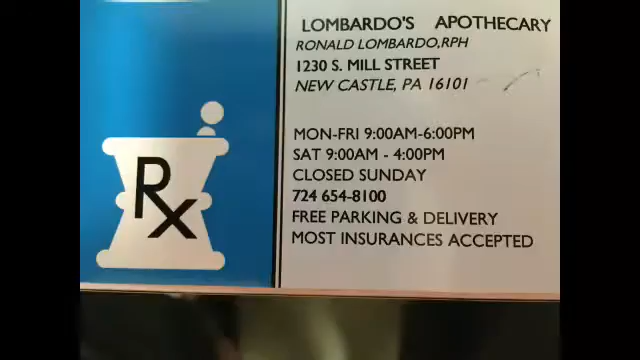 LOMBARDO'S APOTHECARY
RONALD LOMBARDO,RPH
1230 S. MILL STREET
NEW CASTLE, PA 16101
MON-FRI 9:00AM-6:00PM
SAT 9:00AM - 4:00PM
CLOSED SUNDAY
724 654-8100
FREE PARKING & DELIVERY
MOST INSURANCES ACCEPTED
Rx